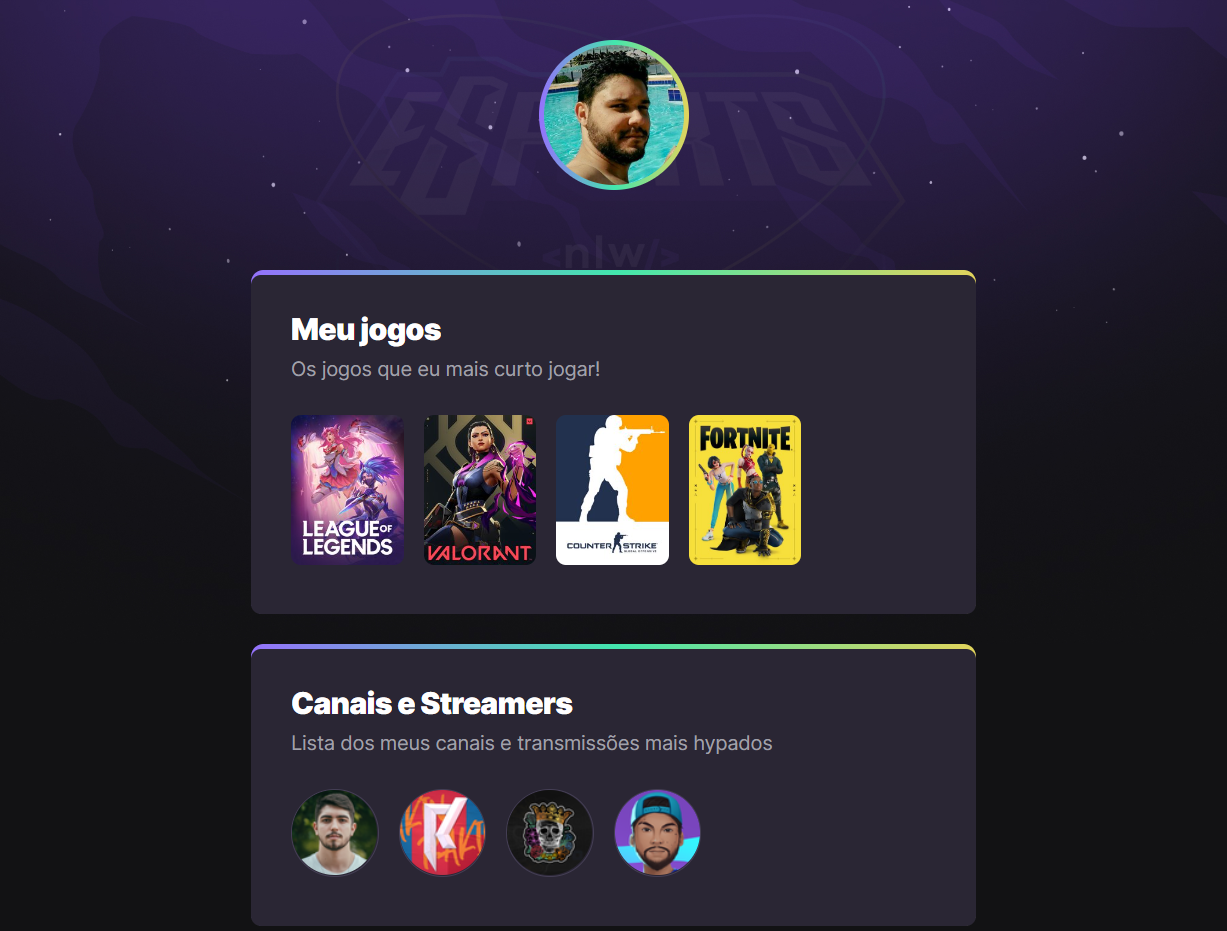 ESPORTS
<nlw/>
Meu jogos
Os jogos que eu mais curto jogar!
LEAGUE OF
LEGENDS
VALORANT
COUNTER STRIKE
FORTNITE
Canais e Streamers
Lista dos meus canais e transmissões mais hypados